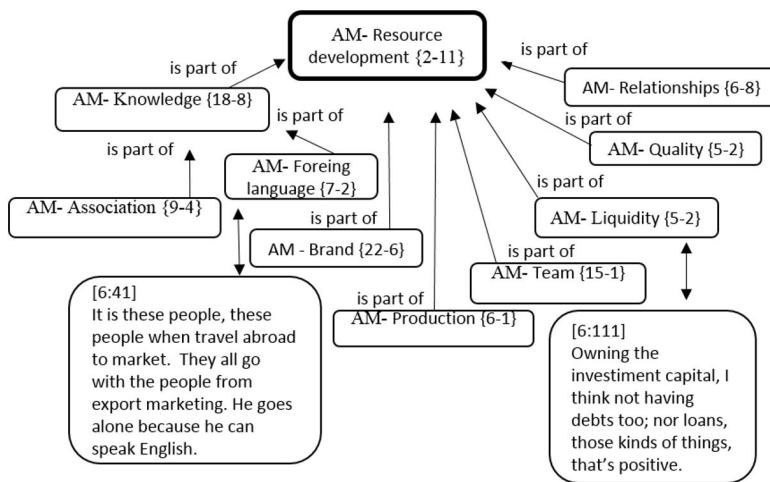 AM- Resource
development {2-11}
is part of
is part of
AM- Knowledge {18-8}
AM- Relationships {6-8}
is part of
is part of
AM- Foreing
language {7-2}
AM- Quality {5-2}
is part of
AM- Association {9-4}
AM- Liquidity {5-2}
is part of
AM - Brand {22-6}
is part of
AM- Team {15-1}
is part of
AM- Production {6-1}
[6:41]
It is these people, these
people when travel abroad
to market. They all go
with the people from
export marketing. He goes
alone because he can
speak English.
[6:111]
Owning the
investiment capital, I
think not having
debts too; nor loans,
those kinds of things,
that's positive.